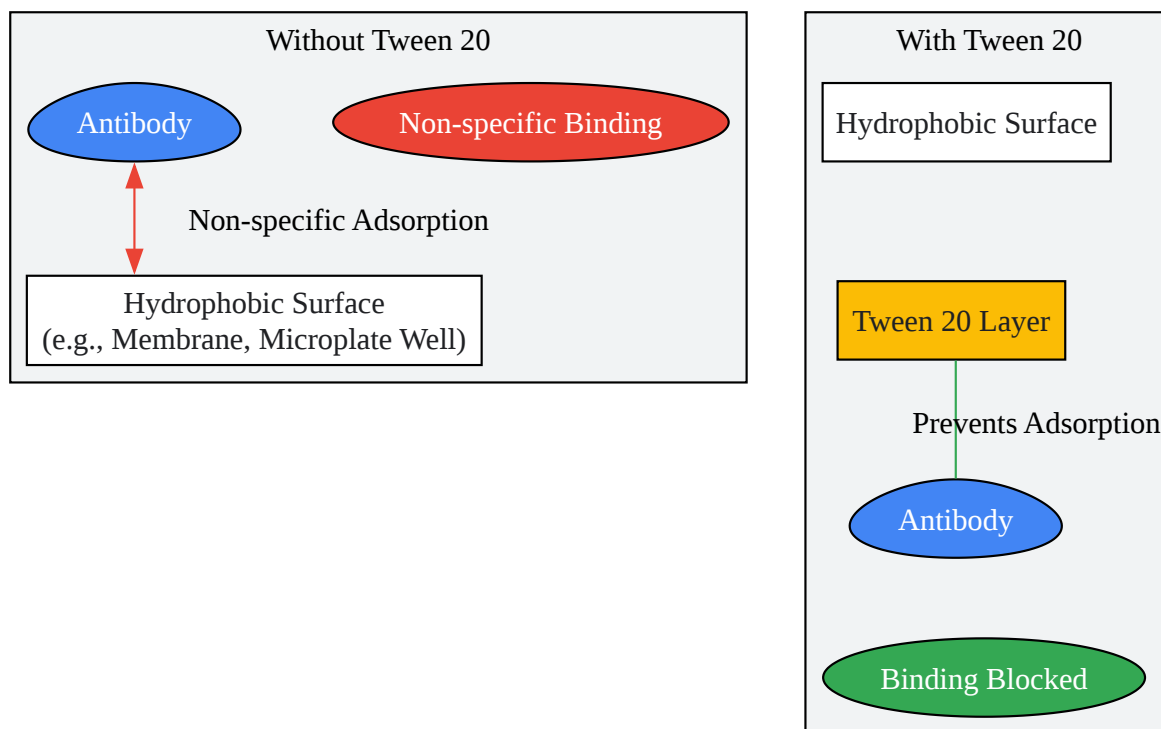 Without Tween 20
Antibody
Non-specific Binding
Non-specific Adsorption
Hydrophobic Surface
(e.g., Membrane, Microplate Well)
With Tween 20
Hydrophobic Surface
Tween 20 Layer
Prevents Adsorption
Antibody
Binding Blocked